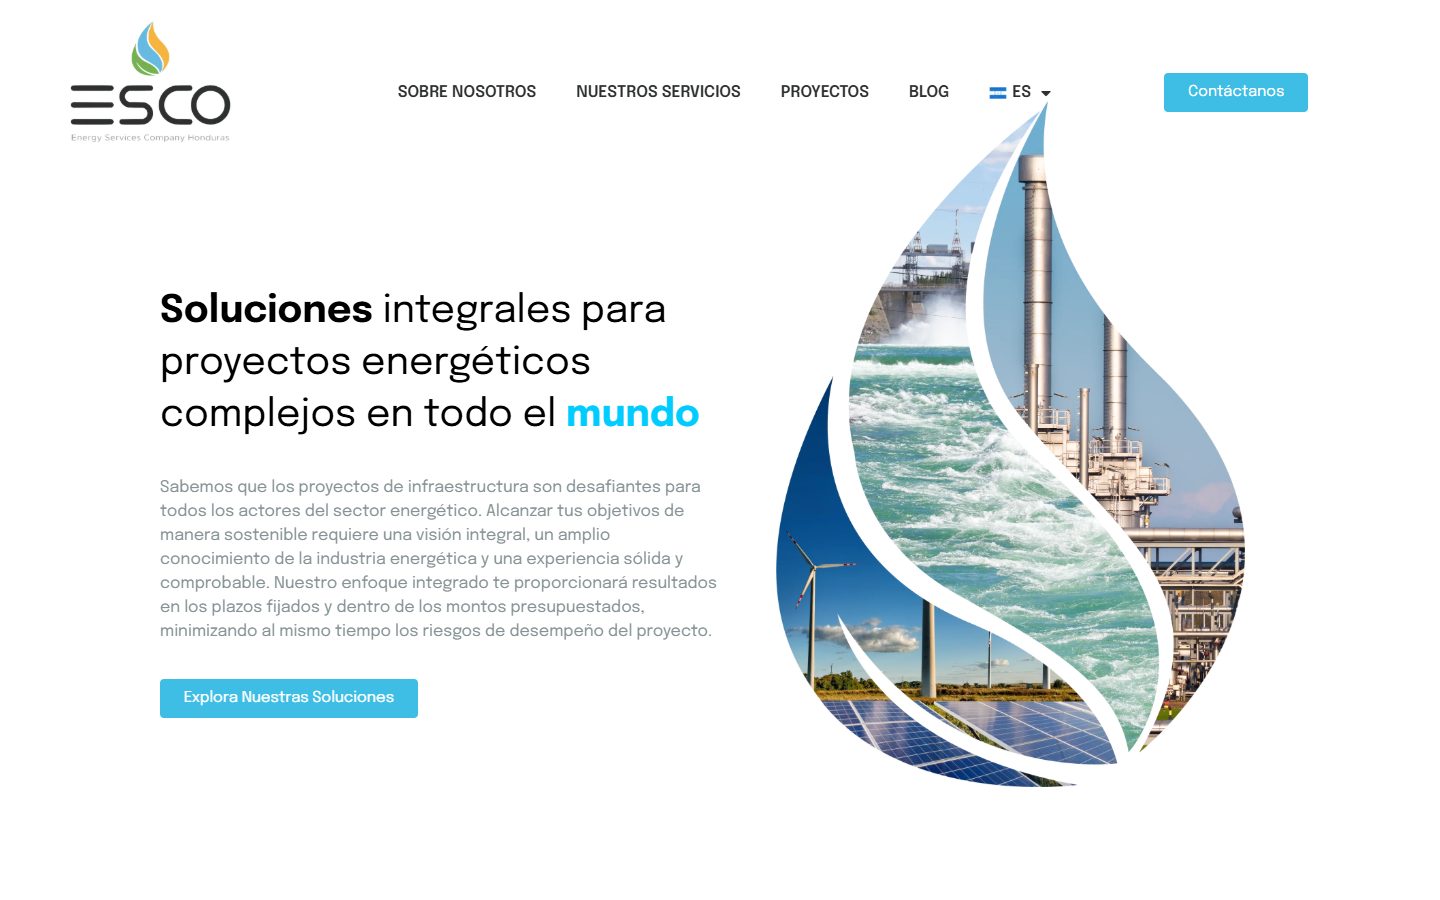 ESCO
Energy Services Company Honduras
SOBRE NOSOTROS
NUESTROS SERVICIOS
PROYECTOS
BLOG
ES
Contáctanos
Soluciones integrales para
proyectos energéticos
complejos en todo el mundo
Sabemos que los proyectos de infraestructura son desafiantes para
todos los actores del sector energético. Alcanzar tus objetivos de
manera sostenible requiere una visión integral, un amplio
conocimiento de la industria energética y una experiencia sólida y
comprobable. Nuestro enfoque integrado te proporcionará resultados
en los plazos fijados y dentro de los montos presupuestados,
minimizando al mismo tiempo los riesgos de desempeño del proyecto.
Explora Nuestras Soluciones